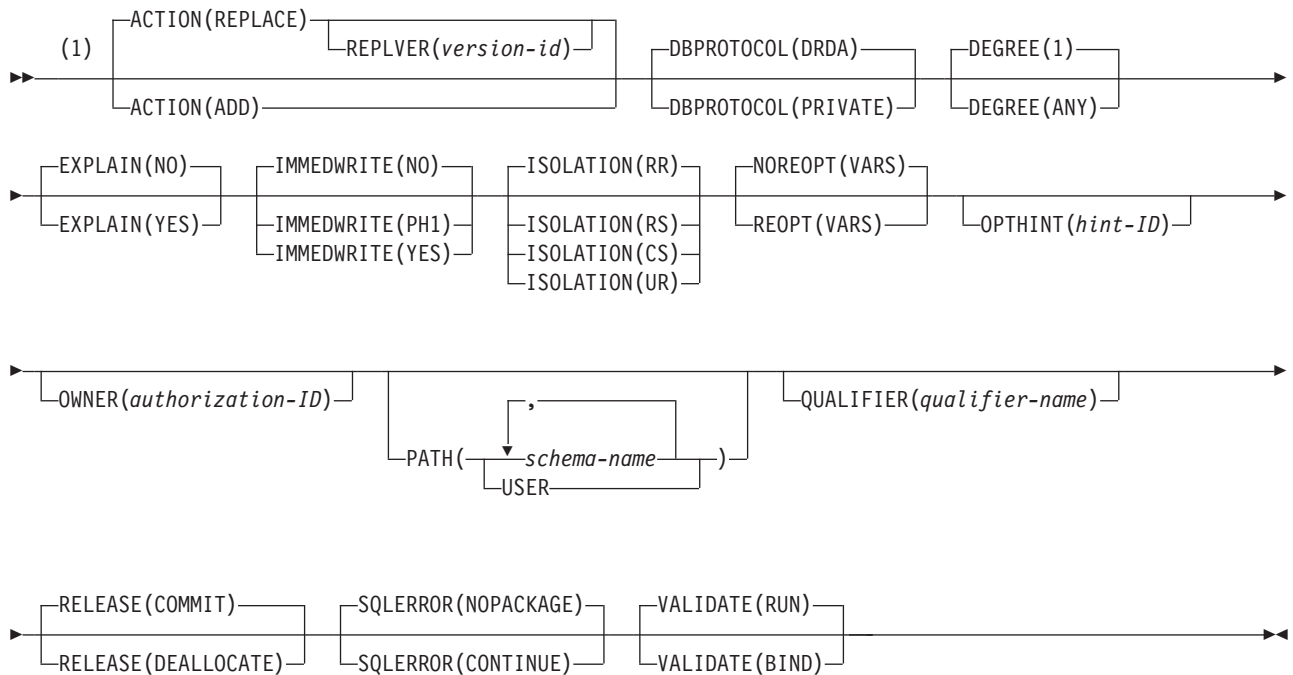 ACTION(REPLACE)
(1) REPLVER(version-id)
ACTION(ADD)
DBPROTOCOL(DRDA)
DBPROTOCOL(PRIVATE)
DEGREE(1)
DEGREE(ANY)
EXPLAIN(NO)
EXPLAIN(YES)
IMMEDWRITE(NO)
IMMEDWRITE(PH1)
IMMEDWRITE(YES)
ISOLATION(RR)
ISOLATION(RS)
ISOLATION(CS)
ISOLATION(UR)
NOREOPT(VARS)
REOPT(VARS)
OPTHINT(hint-ID)
OWNER(authorization-ID)
,
PATH( schema-name )
USER
QUALIFIER(qualifier-name)
RELEASE(COMMIT)
RELEASE(DEALLOCATE)
SQLERROR(NOPACKAGE)
SQLERROR(CONTINUE)
VALIDATE(RUN)
VALIDATE(BIND)